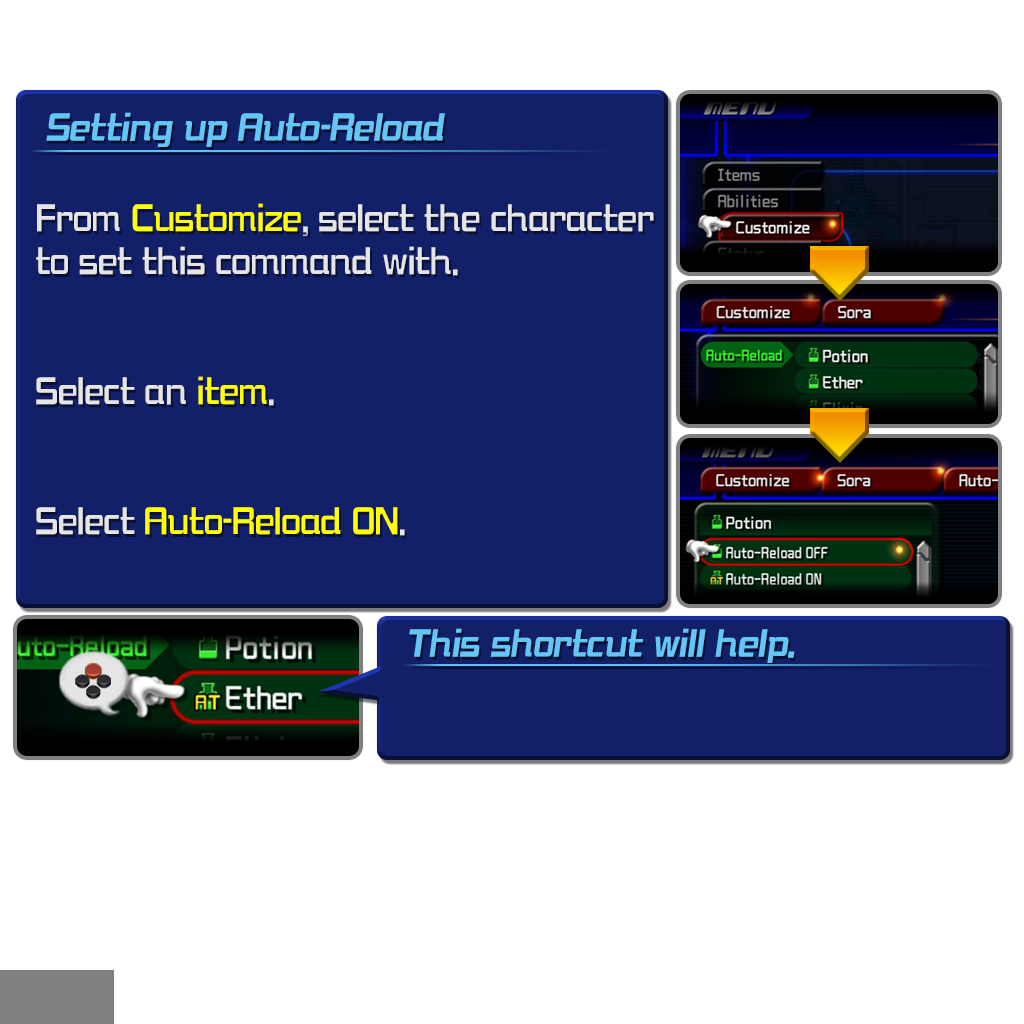 Setting up Auto-Reload
From Customize, select the character
to set this command with.
Select an item.
Select Auto-Reload ON.
MENU
Items
Abilities
Customize
Status
Customize
Sora
Auto-Reload
Potion
Ether
Elixir
MENU
Customize
Sora
Auto-
Potion
Auto-Reload OFF
AT Auto-Reload ON
uto-Reload
Potion
AT Ether
This shortcut will help.